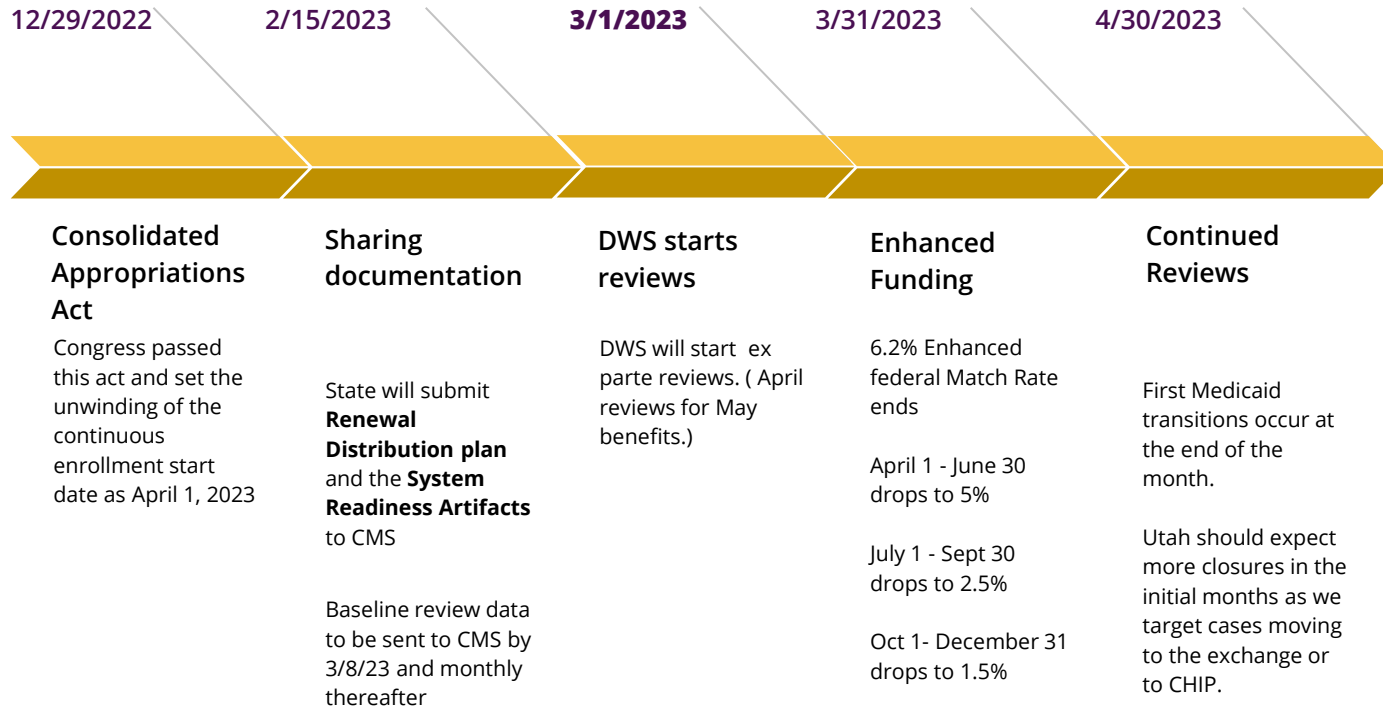 12/29/2022
2/15/2023
3/1/2023
3/31/2023
4/30/2023
Consolidated
Appropriations
Act
Congress passed
this act and set the
unwinding of the
continuous
enrollment start
date as April 1, 2023
Sharing
documentation
State will submit
Renewal
Distribution plan
and the System
Readiness Artifacts
to CMS
Baseline review data
to be sent to CMS by
3/8/23 and monthly
thereafter
DWS starts
reviews
DWS will start ex
parte reviews. ( April
reviews for May
benefits.)
Enhanced
Funding
6.2% Enhanced
federal Match Rate
ends
April 1 - June 30
drops to 5%
July 1 - Sept 30
drops to 2.5%
Oct 1- December 31
drops to 1.5%
Continued
Reviews
First Medicaid
transitions occur at
the end of the
month.
Utah should expect
more closures in the
initial months as we
target cases moving
to the exchange or
to CHIP.